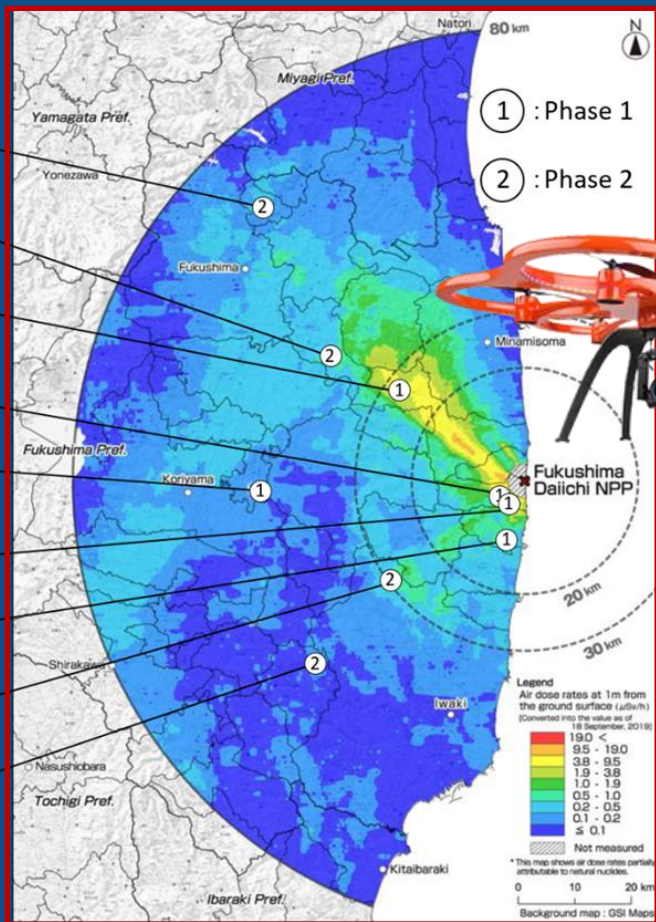 Natori
80 km
N
Miyagi Pref.
1 : Phase 1
Yamagata Pref.
Yonezawa
2 : Phase 2
2
Fukushima
Minamisoma
2
1
Fukushima Pref.
Koriyama
1
1
1
Fukushima
Daiichi NPP
1
2
20 km
30 km
2
Shirakawa
Iwaki
Nasushiobara
Tochigi Pref.
Legend
Air dose rates at 1m from
the ground surface (μSv/h)
[Converted into the value as of
18 September, 2019]
19.0 <
9.5 - 19.0
3.8 - 9.5
1.9 - 3.8
1.0 - 1.9
0.5 - 1.0
0.2 - 0.5
0.1 - 0.2
≤ 0.1
Not measured
* This map shows air dose rates partially
attributable to natural nuclides.
Kitaibaraki
Ibaraki Pref.
0 10 20 km
Background map : GSI Maps